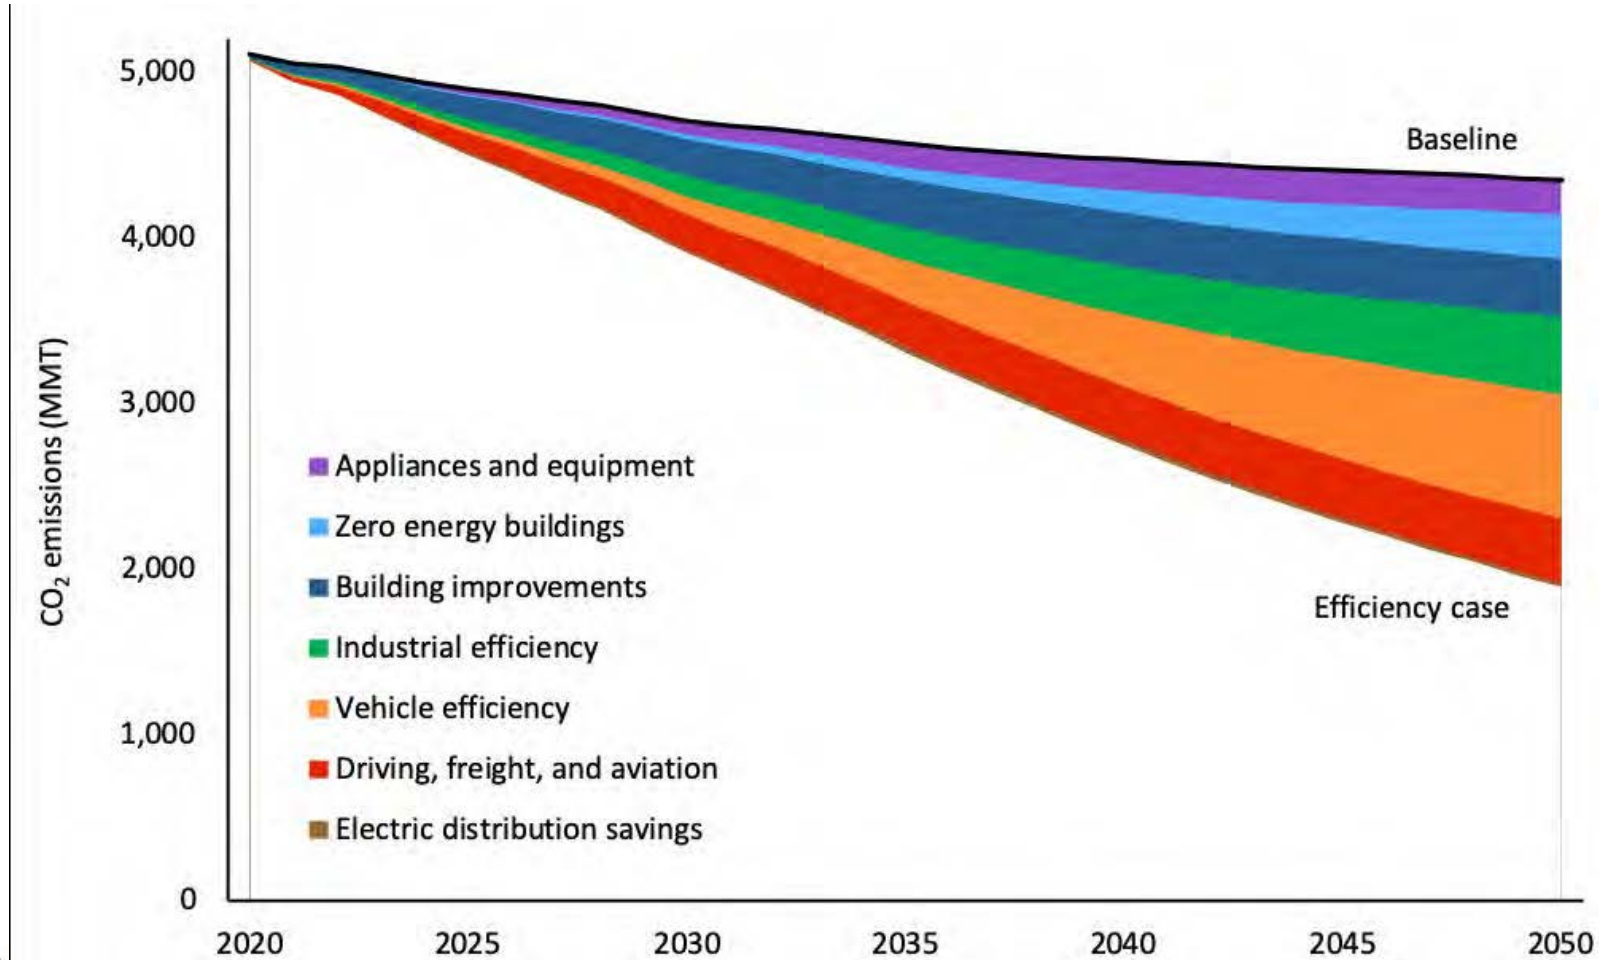 5,000
4,000
3,000
2,000
1,000
0
CO₂ emissions (MMT)
Baseline
Efficiency case
Appliances and equipment
Zero energy buildings
Building improvements
Industrial efficiency
Vehicle efficiency
Driving, freight, and aviation
Electric distribution savings
2020 2025 2030 2035 2040 2045 2050